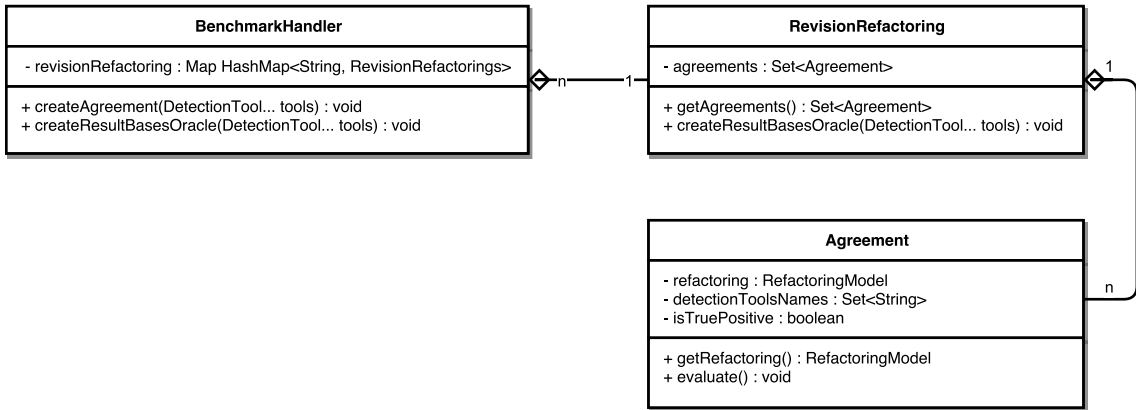 BenchmarkHandler
- revisionRefactoring : Map HashMap<String, RevisionRefactorings>
+ createAgreement(DetectionTool... tools) : void
+ createResultBasesOracle(DetectionTool... tools) : void
n
1
RevisionRefactoring
- agreements : Set<Agreement>
+ getAgreements() : Set<Agreement>
+ createResultBasesOracle(DetectionTool... tools) : void
1
n
Agreement
- refactoring : RefactoringModel
- detectionToolsNames : Set<String>
- isTruePositive : boolean
+ getRefactoring() : RefactoringModel
+ evaluate() : void